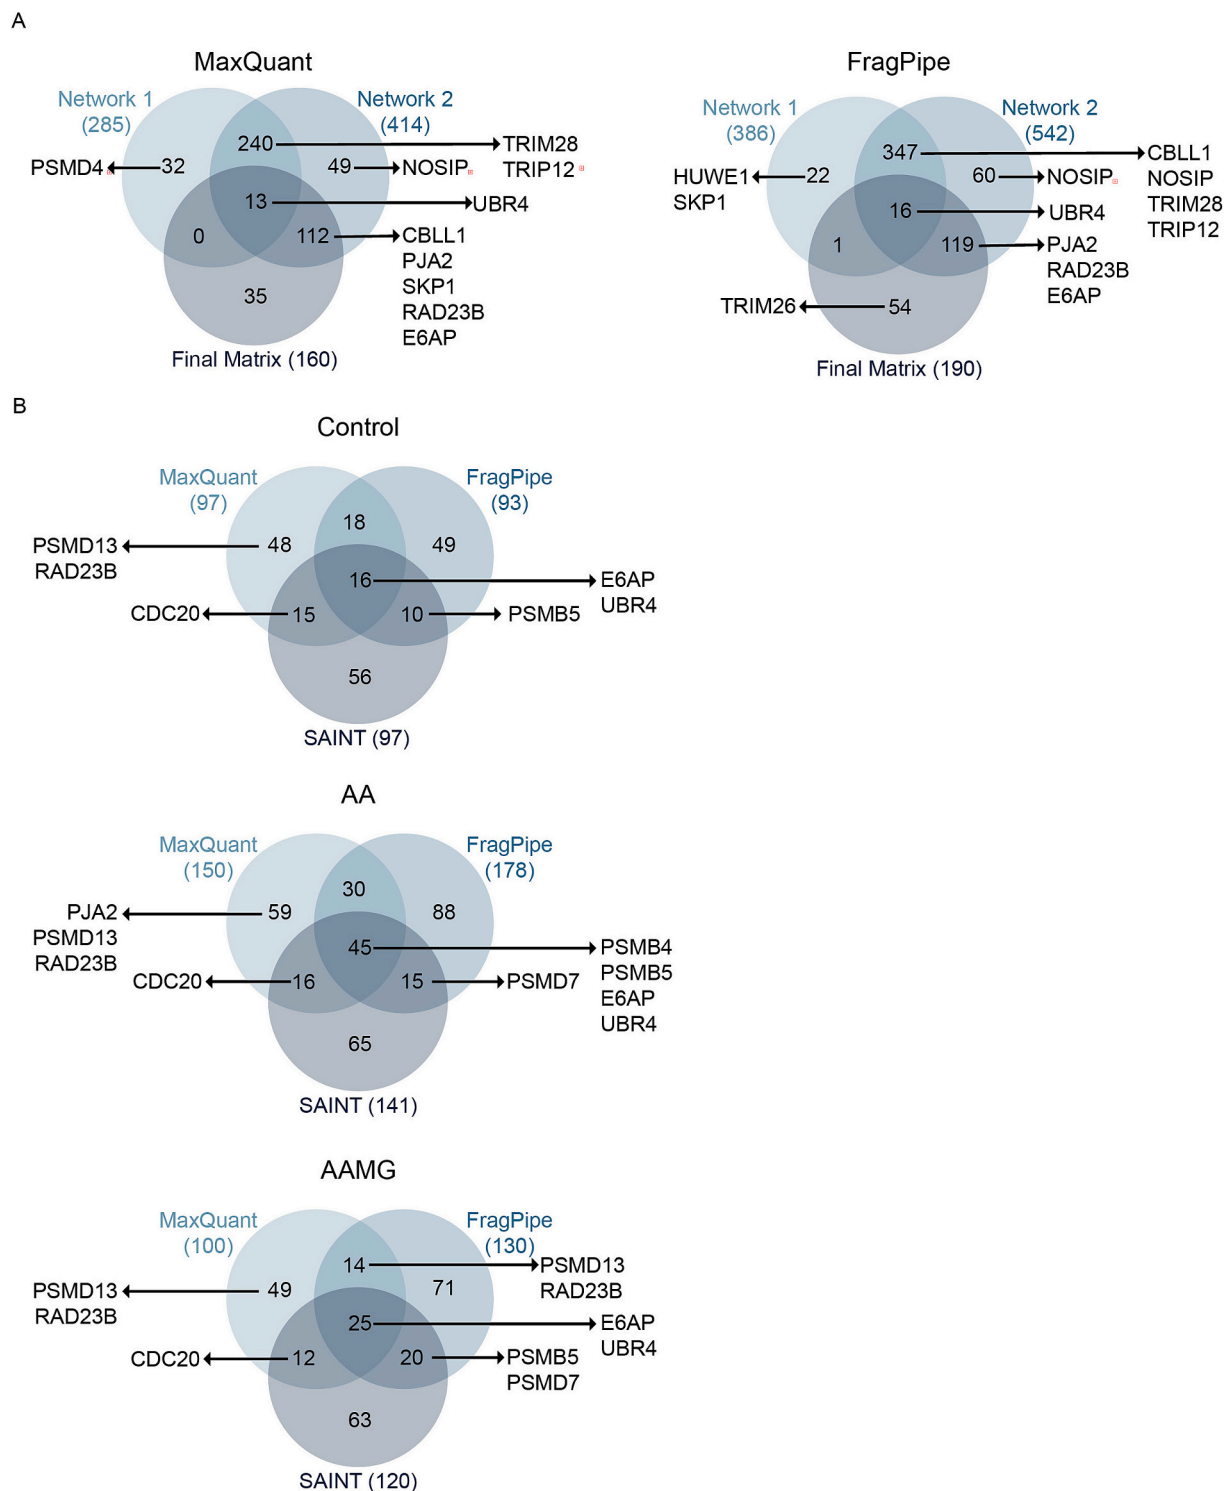 A
MaxQuant
Network 1
(285)
Network 2
(414)
240
TRIM28
TRIP12
PSMD4
32
49
NOSIP
13
UBR4
0
112
CBLL1
PJA2
SKP1
RAD23B
E6AP
35
Final Matrix (160)
FragPipe
Network 1
(386)
Network 2
(542)
347
CBLL1
NOSIP
TRIM28
TRIP12
HUWE1
SKP1
22
60
NOSIP
16
UBR4
1
119
PJA2
RAD23B
E6AP
TRIM26
54
Final Matrix (190)
B
Control
MaxQuant
(97)
FragPipe
(93)
18
PSMD13
RAD23B
48
49
16
E6AP
UBR4
CDC20
15
10
PSMB5
56
SAINT (97)
AA
MaxQuant
(150)
FragPipe
(178)
30
PJA2
PSMD13
RAD23B
59
88
45
PSMB4
PSMB5
E6AP
UBR4
CDC20
16
15
PSMD7
65
SAINT (141)
AAMG
MaxQuant
(100)
FragPipe
(130)
14
PSMD13
RAD23B
PSMD13
RAD23B
49
71
25
E6AP
UBR4
CDC20
12
20
PSMB5
PSMD7
63
SAINT (120)